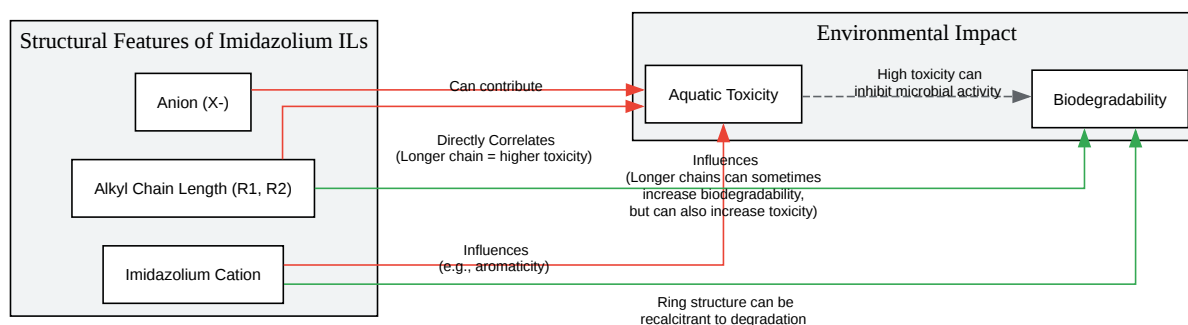 Structural Features of Imidazolium ILs
Environmental Impact
Anion (X-)
Can contribute
Aquatic Toxicity
High toxicity can
inhibit microbial activity
Biodegradability
Directly Correlates
(Longer chain = higher toxicity)
Alkyl Chain Length (R1, R2)
Influences
(Longer chains can sometimes
increase biodegradability,
but can also increase toxicity)
Imidazolium Cation
Influences
(e.g., aromaticity)
Ring structure can be
recalcitrant to degradation